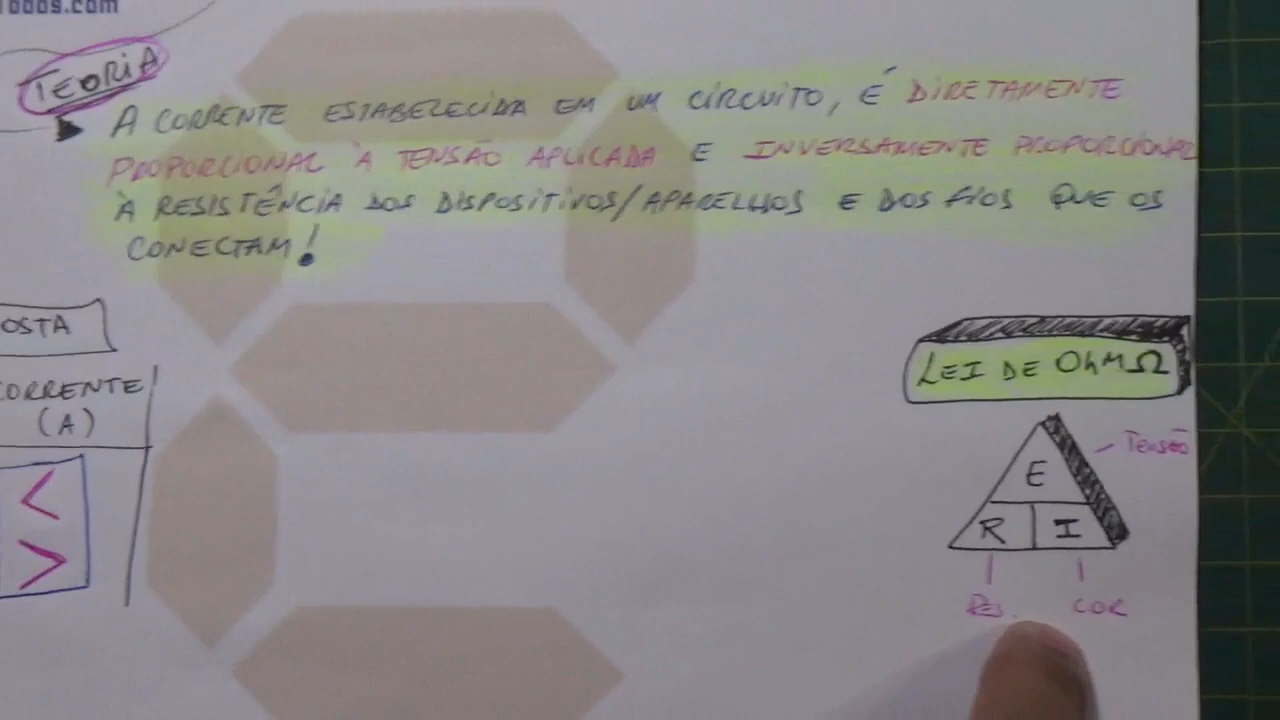 TEORIA
A CORRENTE ESTABELECIDA EM UM CIRCUITO, É DIRETAMENTE
PROPORCIONAL À TENSÃO APLICADA E INVERSAMENTE PROPORCIONAL
À RESISTÊNCIA DOS DISPOSITIVOS/APARELHOS E DOS FIOS QUE OS
CONECTAM!
OSTA
CORRENTE
(A)
<
>
LEI DE OhM Ω
Tensão
E
R I
RES. COR